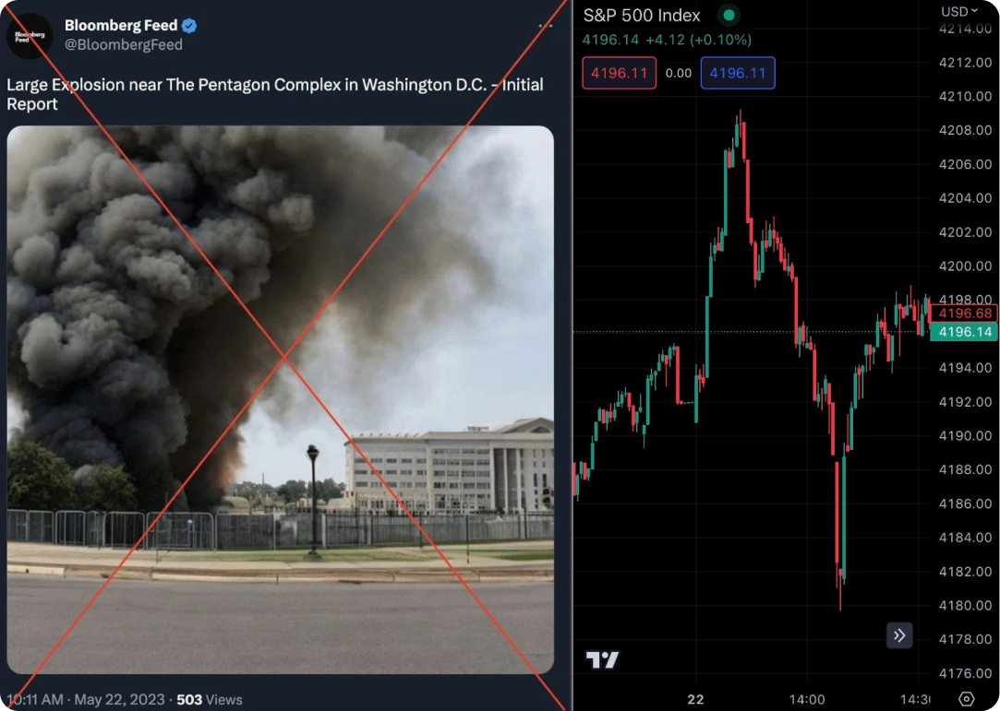 Bloomberg
Feed
Bloomberg Feed
@BloombergFeed
Large Explosion near The Pentagon Complex in Washington D.C. – Initial
Report
10:11 AM · May 22, 2023 · 503 Views
S&P 500 Index
USD
4196.14 +4.12 (+0.10%)
4196.11 0.00 4196.11
4214.00
4212.00
4210.00
4208.00
4206.00
4204.00
4202.00
4200.00
4198.00
4196.68
4196.14
4194.00
4192.00
4190.00
4188.00
4186.00
4184.00
4182.00
4180.00
4178.00
4176.00
22 14:00 14:3